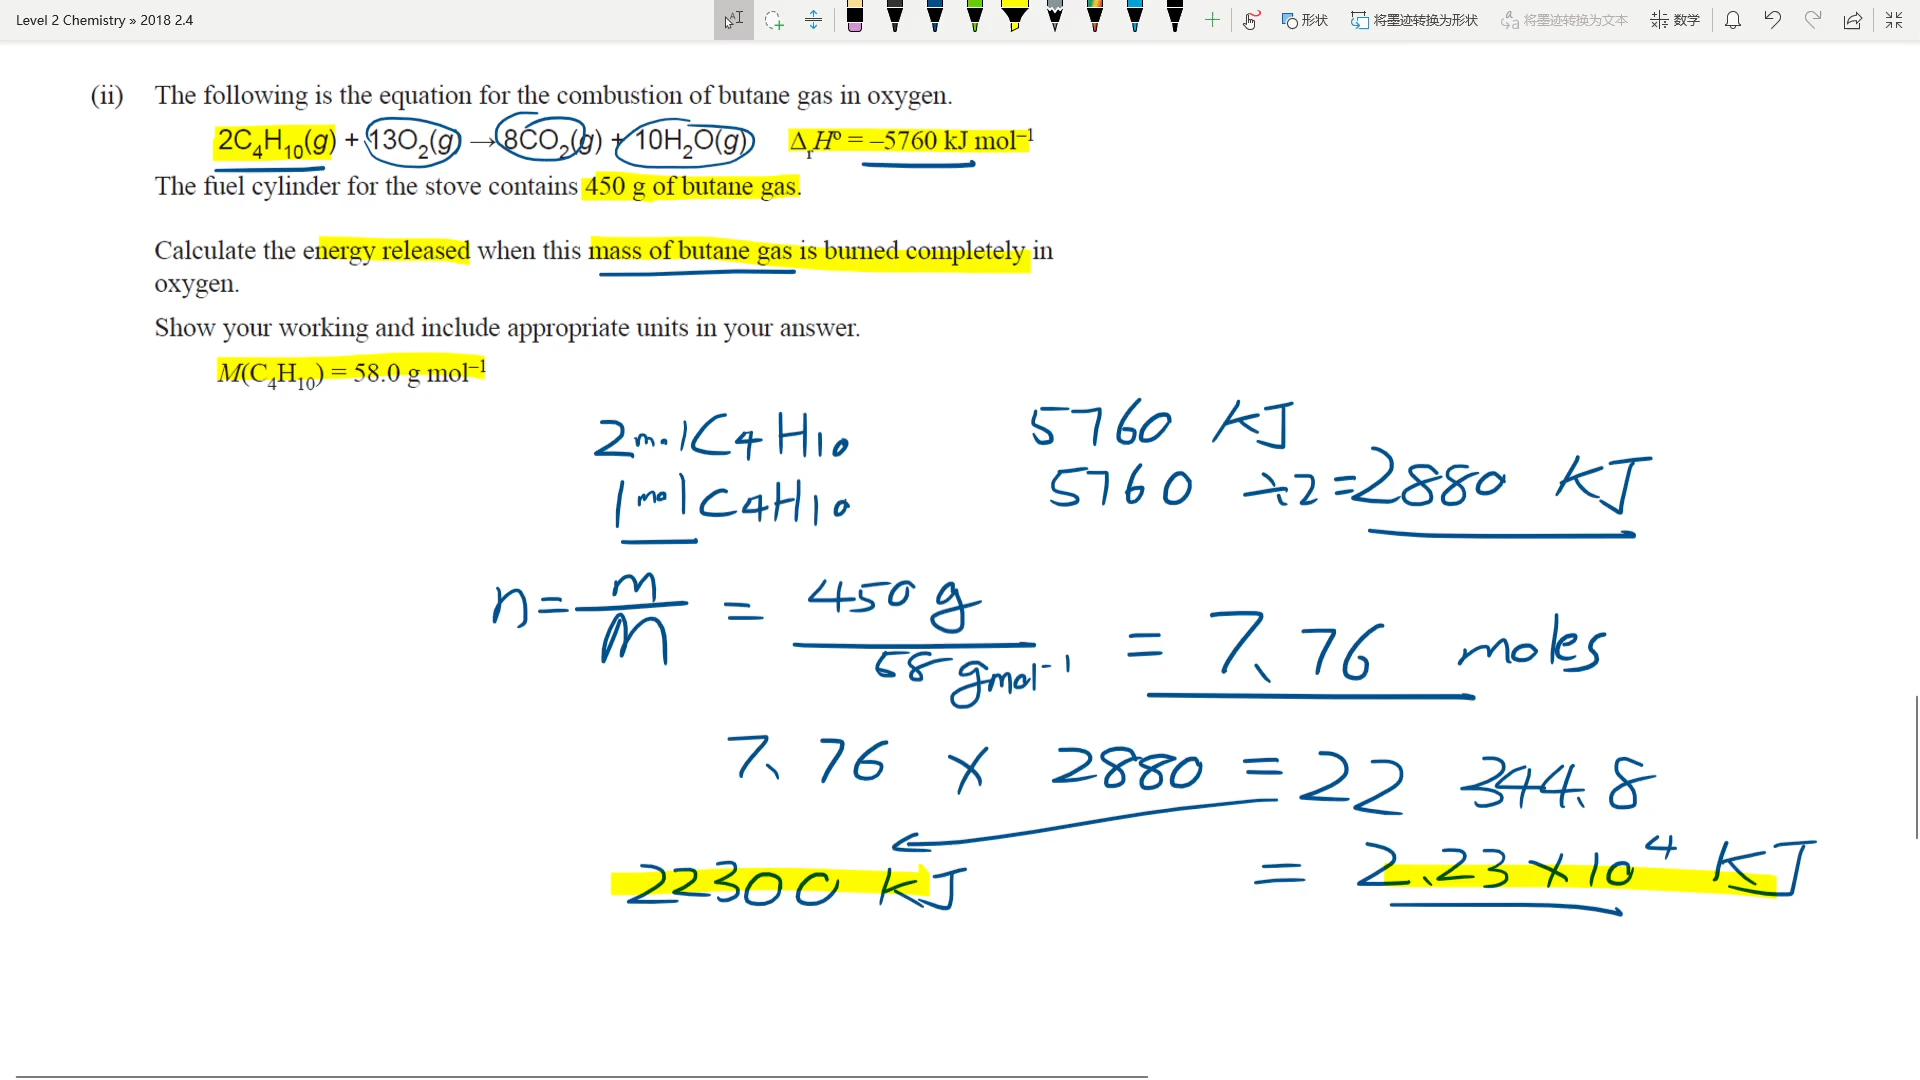 Level 2 Chemistry » 2018 2.4
形状 将墨迹转换为形状 将墨迹转换为文本 数学
(ii) The following is the equation for the combustion of butane gas in oxygen.
2C₄H₁₀(g) + 13O₂(g) → 8CO₂(g) + 10H₂O(g) ΔᵣHº = –5760 kJ mol⁻¹
The fuel cylinder for the stove contains 450 g of butane gas.
Calculate the energy released when this mass of butane gas is burned completely in
oxygen.
Show your working and include appropriate units in your answer.
M(C₄H₁₀) = 58.0 g mol⁻¹
2mol C4H10 5760 KJ
1mol C4H10 5760 ÷2=2880 KJ
n = m/M = 450 g / 58 gmol⁻¹ = 7.76 moles
7.76 × 2880 = 22 344.8
22300 KJ = 2.23 × 10⁴ KJ